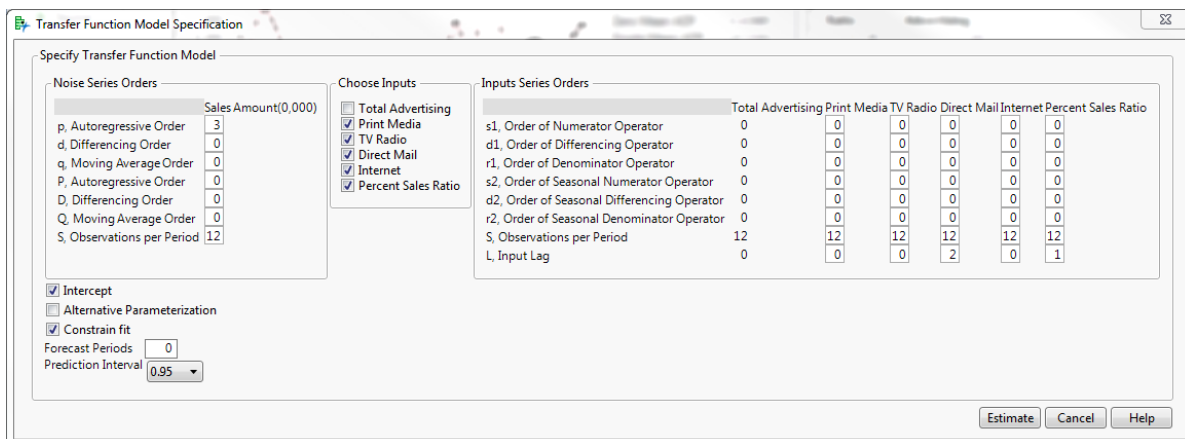 Transfer Function Model Specification
Specify Transfer Function Model
Noise Series Orders
Sales Amount(0,000)
p, Autoregressive Order 3
d, Differencing Order 0
q, Moving Average Order 0
P, Autoregressive Order 0
D, Differencing Order 0
Q, Moving Average Order 0
S, Observations per Period 12
Choose Inputs
Total Advertising
Print Media
TV Radio
Direct Mail
Internet
Percent Sales Ratio
Inputs Series Orders
Total Advertising Print Media TV Radio Direct Mail Internet Percent Sales Ratio
s1, Order of Numerator Operator 0 0 0 0 0 0
d1, Order of Differencing Operator 0 0 0 0 0 0
r1, Order of Denominator Operator 0 0 0 0 0 0
s2, Order of Seasonal Numerator Operator 0 0 0 0 0 0
d2, Order of Seasonal Differencing Operator 0 0 0 0 0 0
r2, Order of Seasonal Denominator Operator 0 0 0 0 0 0
S, Observations per Period 12 12 12 12 12 12
L, Input Lag 0 0 0 2 0 1
Intercept
Alternative Parameterization
Constrain fit
Forecast Periods 0
Prediction Interval 0.95
Estimate Cancel Help